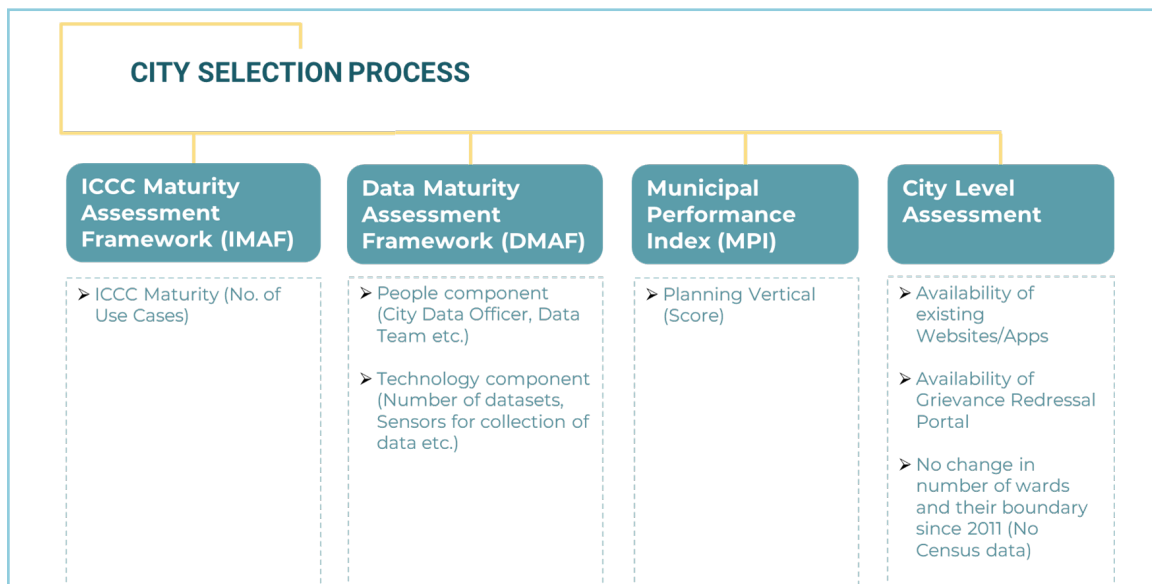 CITY SELECTION PROCESS
ICCC Maturity
Assessment
Framework (IMAF)
➢ ICCC Maturity (No. of
Use Cases)
Data Maturity
Assessment
Framework (DMAF)
➢ People component
(City Data Officer, Data
Team etc.)
➢ Technology component
(Number of datasets,
Sensors for collection of
data etc.)
Municipal
Performance
Index (MPI)
➢ Planning Vertical
(Score)
City Level
Assessment
➢ Availability of
existing
Websites/Apps
➢ Availability of
Grievance Redressal
Portal
➢ No change in
number of wards
and their boundary
since 2011 (No
Census data)